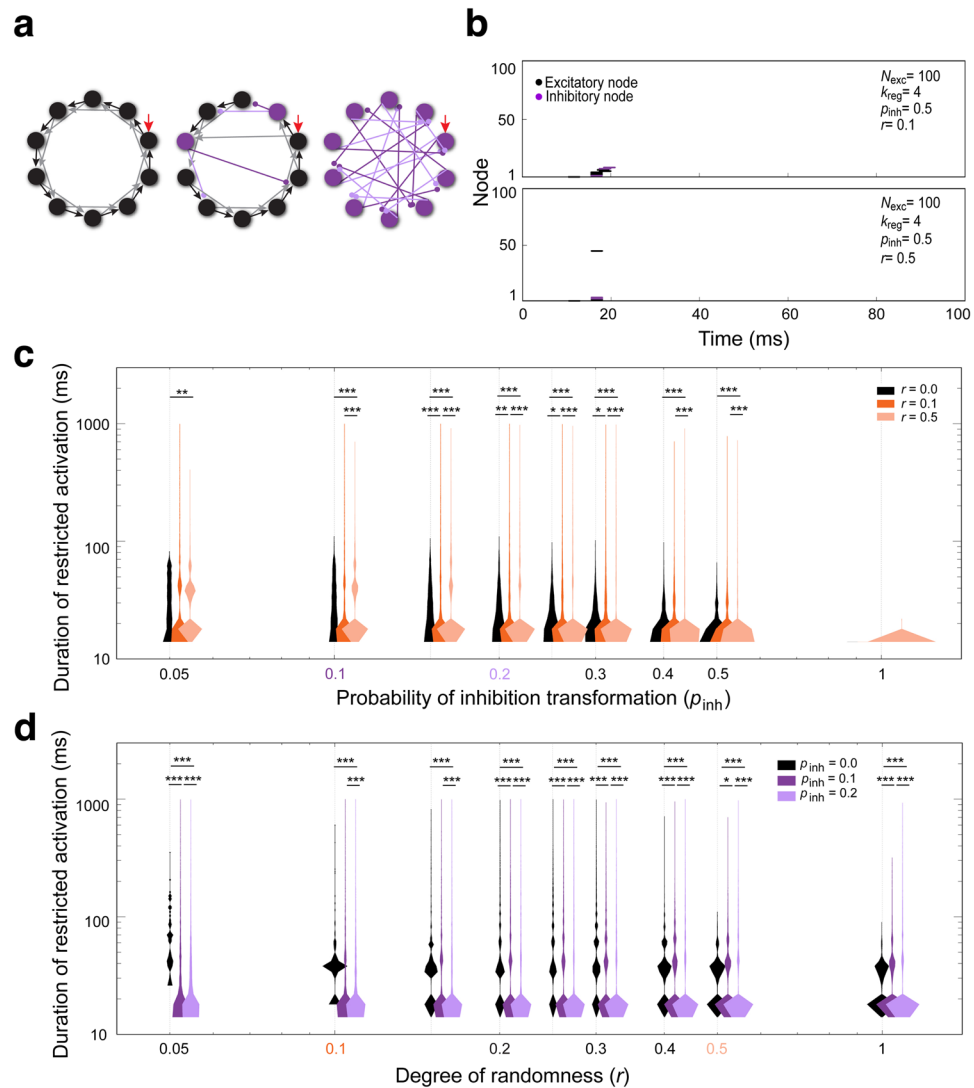 a
b
100
50
1
Excitatory node
Inhibitory node
Nexc= 100
kreg= 4
pinh= 0.5
r= 0.1
Node
100
50
1
Nexc= 100
kreg= 4
pinh= 0.5
r= 0.5
0 20 40 60 80 100
Time (ms)
c
Duration of restricted activation (ms)
1000
100
10
** *** *** *** *** *** *** ***
*** *** *** ** *** * *** * *** *** ***
r = 0.0
r = 0.1
r = 0.5
0.05 0.1 0.2 0.3 0.4 0.5 1
Probability of inhibition transformation (pinh)
d
Duration of restricted activation (ms)
1000
100
10
*** *** *** *** *** *** *** *** ***
*** *** *** *** *** *** *** *** *** *** *** *** * *** *** ***
pinh = 0.0
pinh = 0.1
pinh = 0.2
0.05 0.1 0.2 0.3 0.4 0.5 1
Degree of randomness (r)